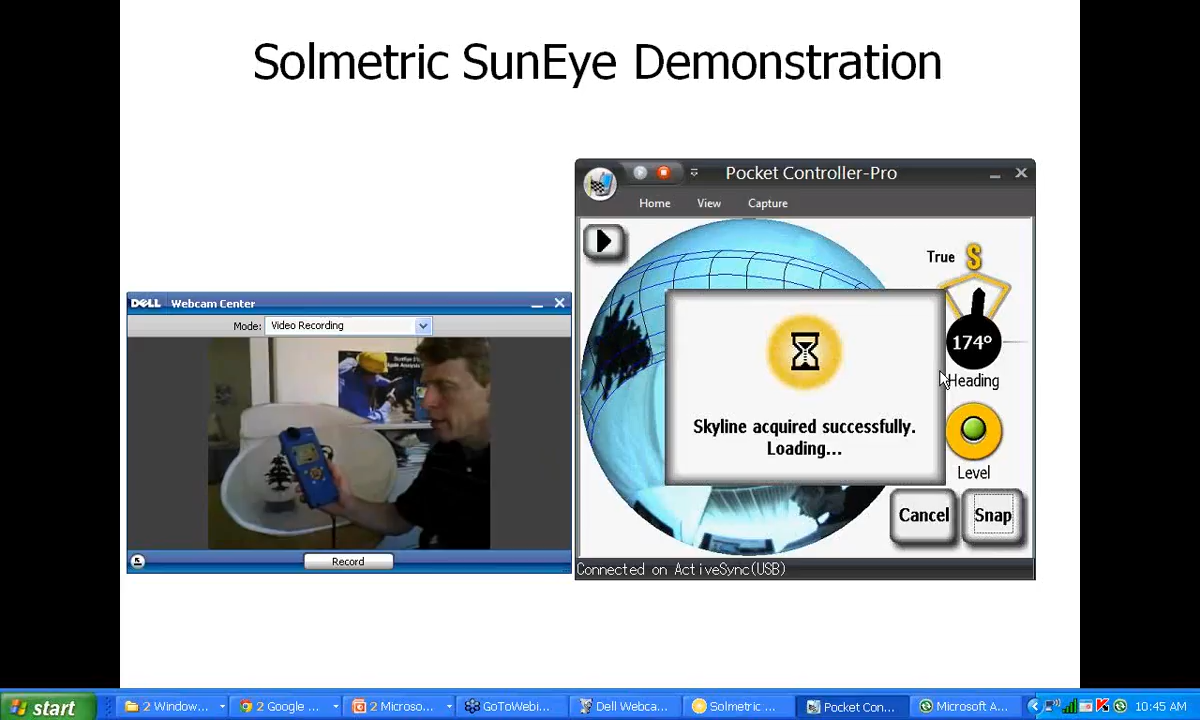 Solmetric SunEye Demonstration
Pocket Controller-Pro
Home View Capture
True S
174°
Heading
Skyline acquired successfully.
Loading...
Level
Cancel Snap
Connected on ActiveSync(USB)
DELL Webcam Center
Mode: Video Recording
Record
start
2 Window...
2 Google ...
2 Microso...
GoToWebi...
Dell Webca...
Solmetric ...
Pocket Con...
Microsoft A...
10:45 AM